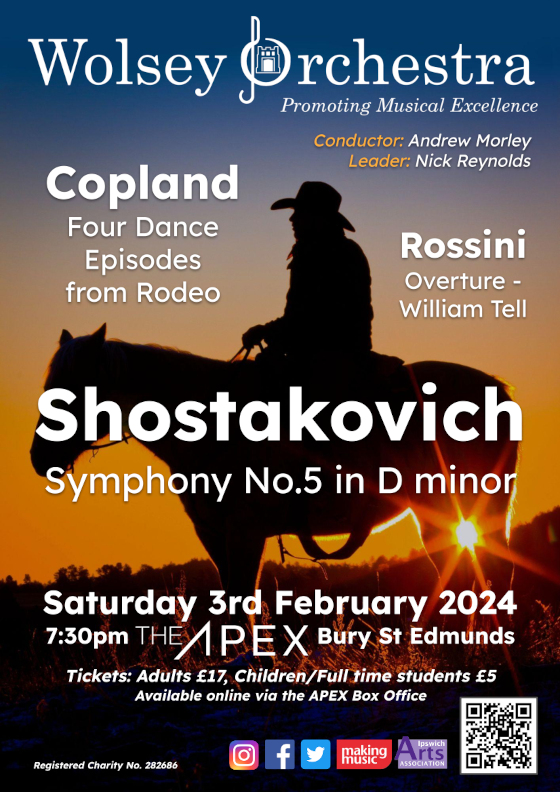 Wolsey Orchestra
Promoting Musical Excellence
Conductor: Andrew Morley
Leader: Nick Reynolds
Copland
Four Dance
Episodes
from Rodeo
Rossini
Overture -
William Tell
Shostakovich
Symphony No.5 in D minor
Saturday 3rd February 2024
7:30pm THE APEX Bury St Edmunds
Tickets: Adults £17, Children/Full time students £5
Available online via the APEX Box Office
Registered Charity No. 282686
making
music
Ipswich
Arts
ASSOCIATION